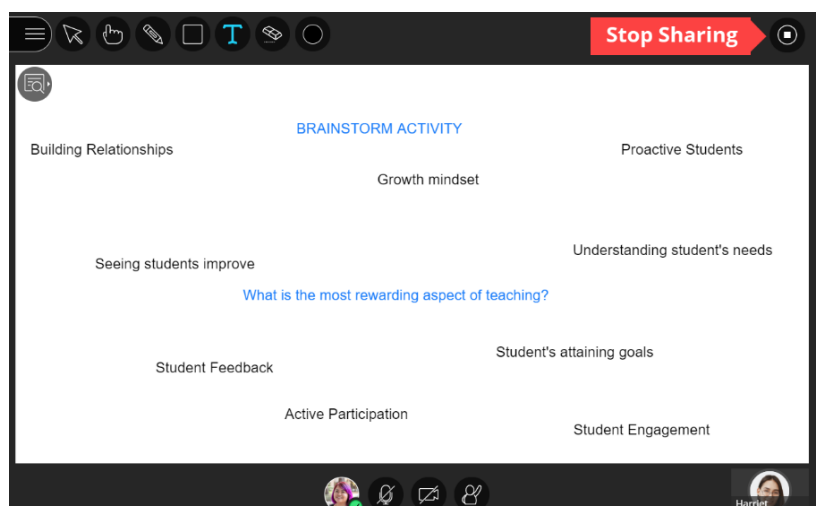 Stop Sharing
BRAINSTORM ACTIVITY
Building Relationships
Proactive Students
Growth mindset
Understanding student's needs
Seeing students improve
What is the most rewarding aspect of teaching?
Student's attaining goals
Student Feedback
Active Participation
Student Engagement
Harriet